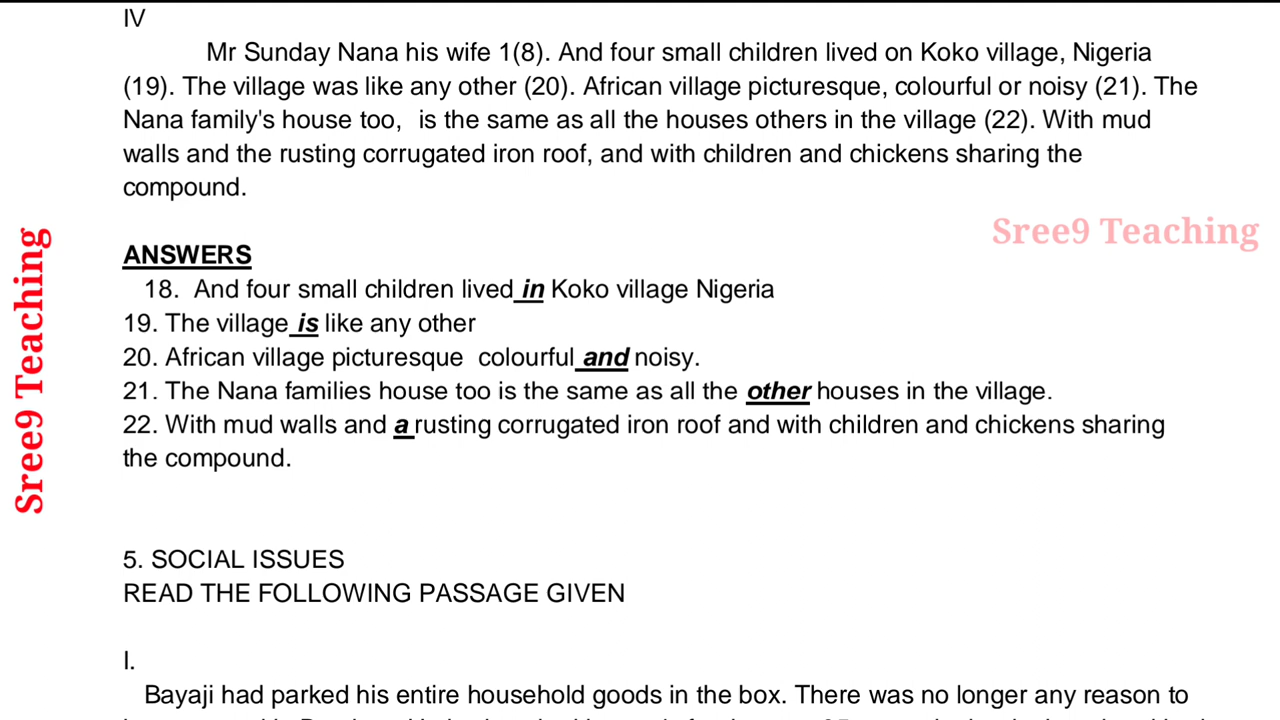 IV
Mr Sunday Nana his wife 1(8). And four small children lived on Koko village, Nigeria
(19). The village was like any other (20). African village picturesque, colourful or noisy (21). The
Nana family's house too, is the same as all the houses others in the village (22). With mud
walls and the rusting corrugated iron roof, and with children and chickens sharing the
compound.
Sree9 Teaching
Sree9 Teaching
ANSWERS
18. And four small children lived in Koko village Nigeria
19. The village is like any other
20. African village picturesque colourful and noisy.
21. The Nana families house too is the same as all the other houses in the village.
22. With mud walls and a rusting corrugated iron roof and with children and chickens sharing
the compound.
5. SOCIAL ISSUES
READ THE FOLLOWING PASSAGE GIVEN
I.
Bayaji had parked his entire household goods in the box. There was no longer any reason to